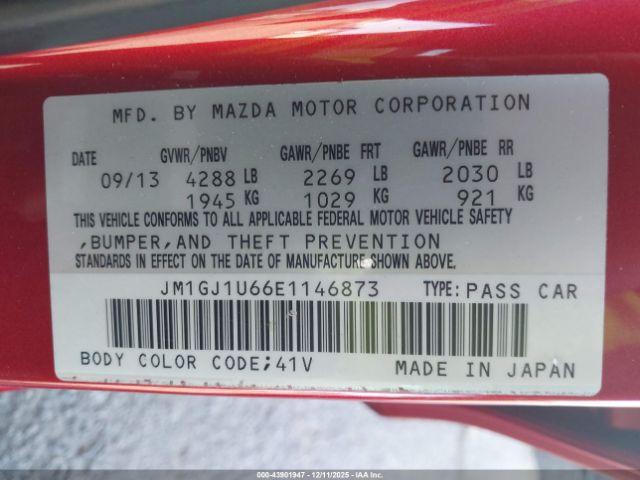 MFD. BY MAZDA MOTOR CORPORATION
DATE GVWR/PNBV GAWR/PNBE FRT GAWR/PNBE RR
09/13 4288 LB 2269 LB 2030 LB
1945 KG 1029 KG 921 KG
THIS VEHICLE CONFORMS TO ALL APPLICABLE FEDERAL MOTOR VEHICLE SAFETY
,BUMPER,AND THEFT PREVENTION
STANDARDS IN EFFECT ON THE DATE OF MANUFACTURE SHOWN ABOVE.
JM1GJ1U66E1146873 TYPE: PASS CAR
BODY COLOR CODE;41V MADE IN JAPAN
000-43901947 - 12/11/2025 - IAA Inc.